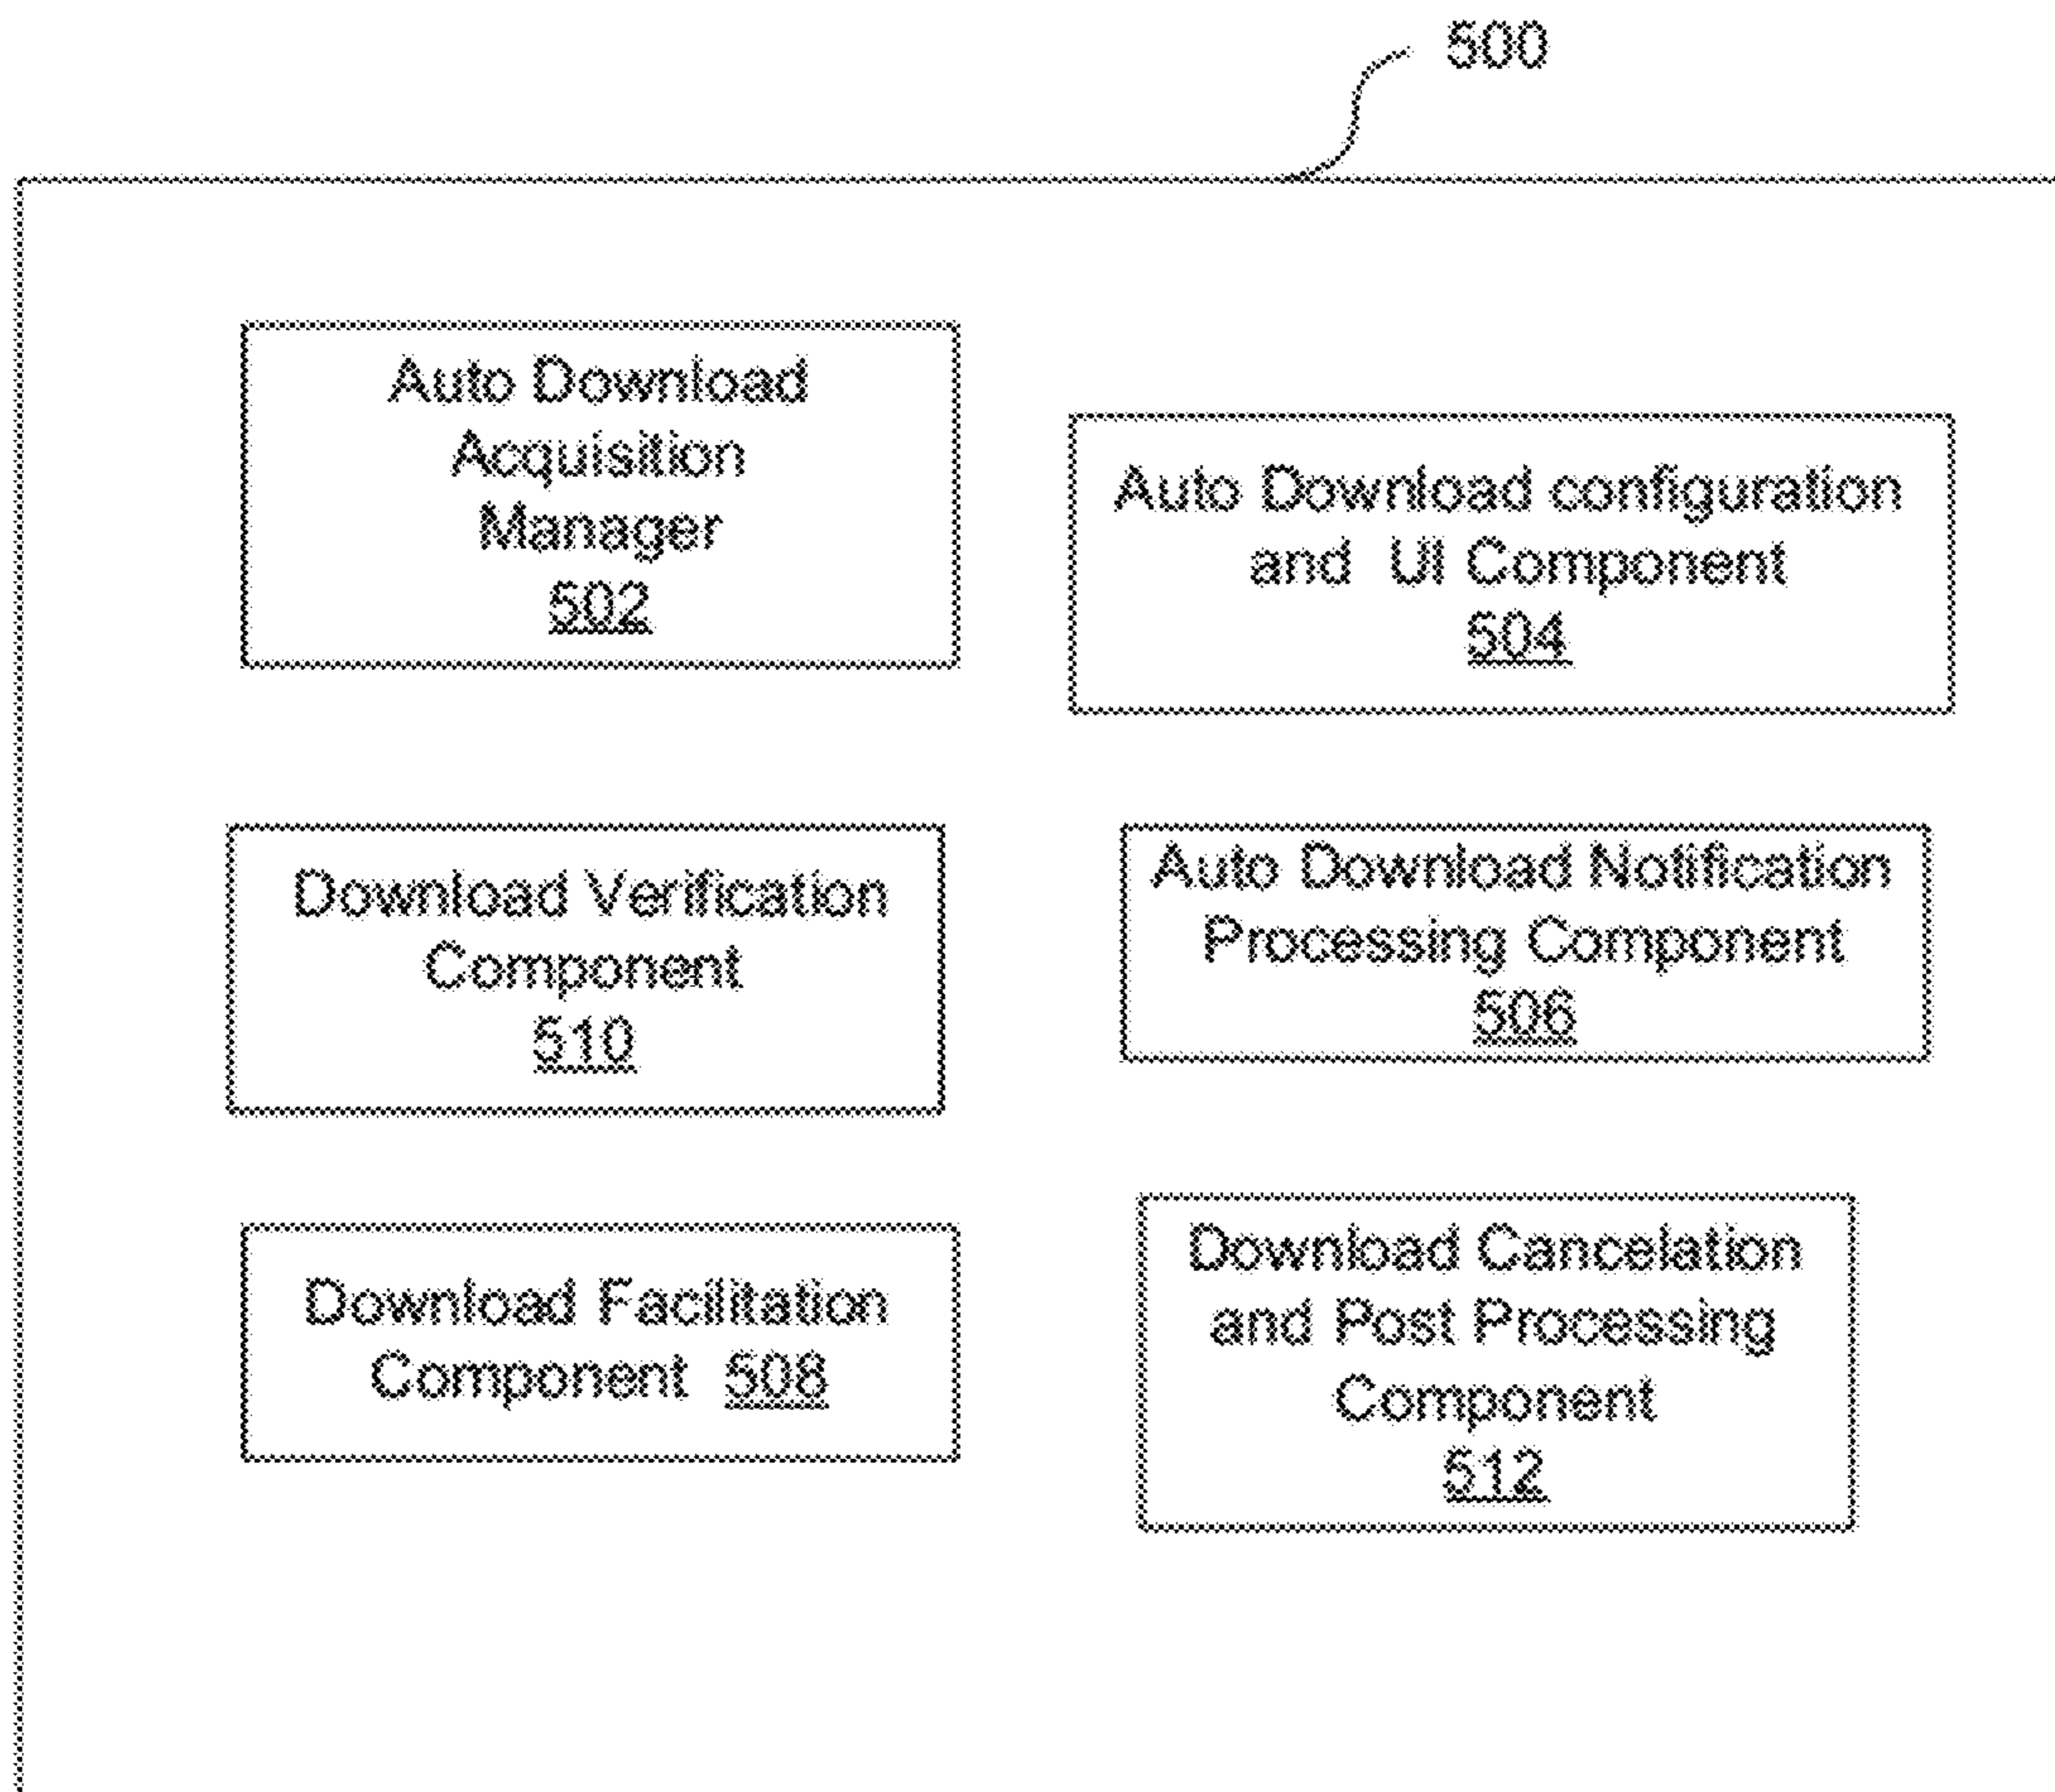 500
Auto Download
Acquisition
Manager
502
Auto Download configuration
and UI Component
504
Download Verification
Component
510
Auto Download Notification
Processing Component
506
Download Facilitation
Component 508
Download Cancelation
and Post Processing
Component
512